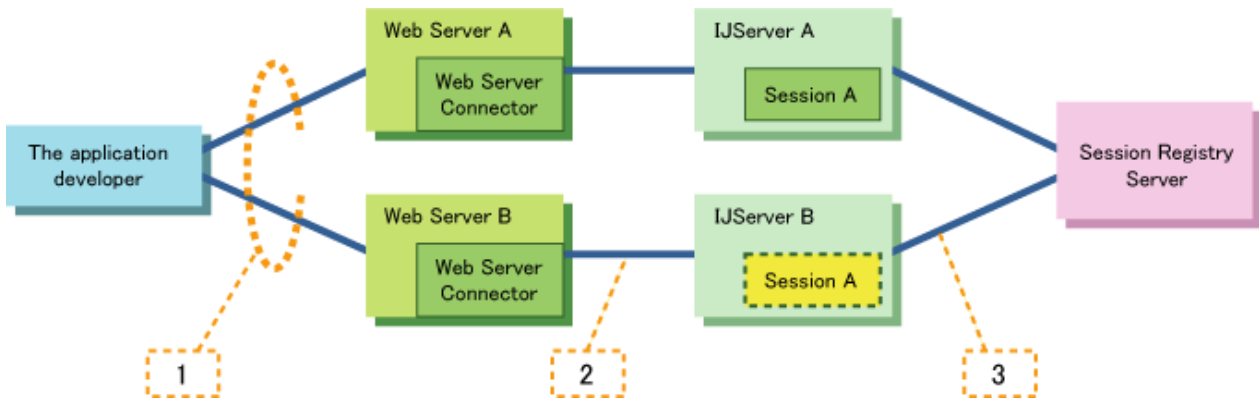 Web Server A
Web Server
Connector
IJServer A
Session A
The application
developer
Session Registry
Server
Web Server B
Web Server
Connector
IJServer B
Session A
1
2
3